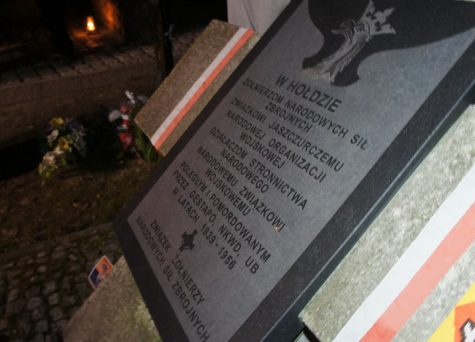 W HOŁDZIE
ŻOŁNIERZOM NARODOWYCH SIŁ
ZBROJNYCH
ZWIĄZKOWI JASZCZURCZEMU
NARODOWEJ ORGANIZACJI
WOJSKOWEJ
DZIAŁACZOM STRONNICTWA
NARODOWEGO
NARODOWEMU ZWIĄZKOWI
WOJSKOWEMU
POLEGŁYM I POMORDOWANYM
PRZEZ GESTAPO, NKWD, UB
W LATACH 1939-1956
ZWIĄZEK ŻOŁNIERZY
NARODOWYCH SIŁ ZBROJNYCH